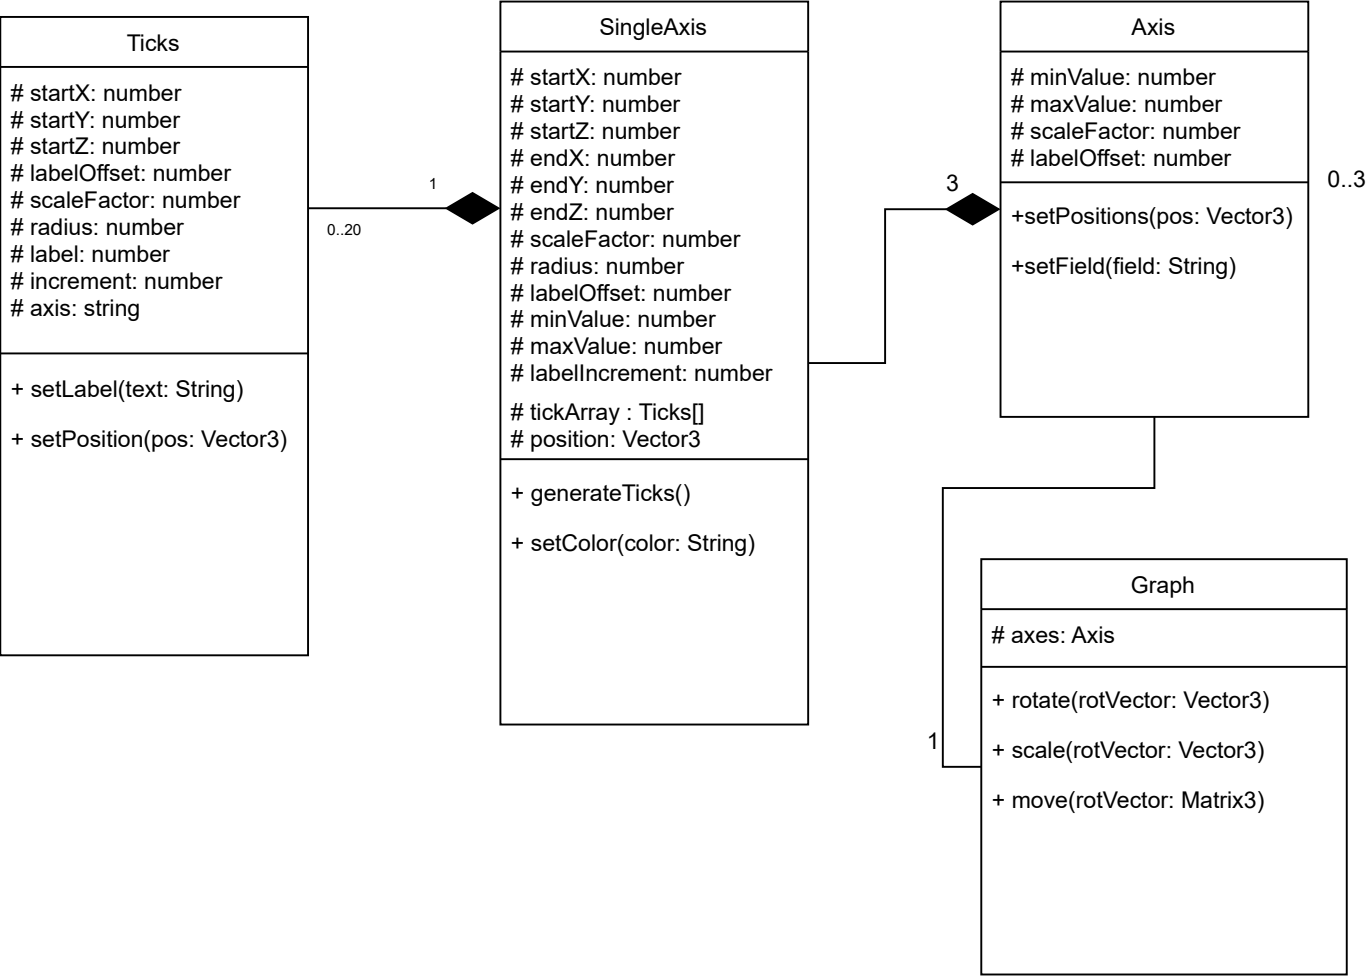 Ticks
# startX: number
# startY: number
# startZ: number
# labelOffset: number
# scaleFactor: number
# radius: number
# label: number
# increment: number
# axis: string
+ setLabel(text: String)
+ setPosition(pos: Vector3)
1
0..20
SingleAxis
# startX: number
# startY: number
# startZ: number
# endX: number
# endY: number
# endZ: number
# scaleFactor: number
# radius: number
# labelOffset: number
# minValue: number
# maxValue: number
# labelIncrement: number
# tickArray : Ticks[]
# position: Vector3
+ generateTicks()
+ setColor(color: String)
3
Axis
# minValue: number
# maxValue: number
# scaleFactor: number
# labelOffset: number
+setPositions(pos: Vector3)
+setField(field: String)
0..3
1
Graph
# axes: Axis
+ rotate(rotVector: Vector3)
+ scale(rotVector: Vector3)
+ move(rotVector: Matrix3)